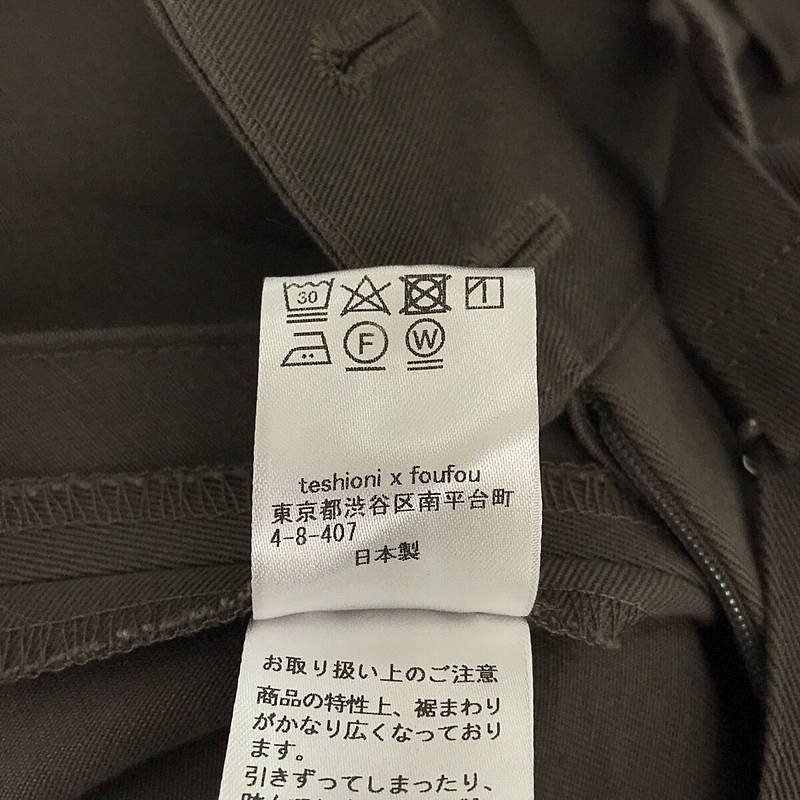 30
F
W
teshioni x foufou
東京都渋谷区南平台町
4-8-407
日本製
お取り扱い上のご注意
商品の特性上、裾まわり
がかなり広くなっており
ます。
引きずってしまったり、